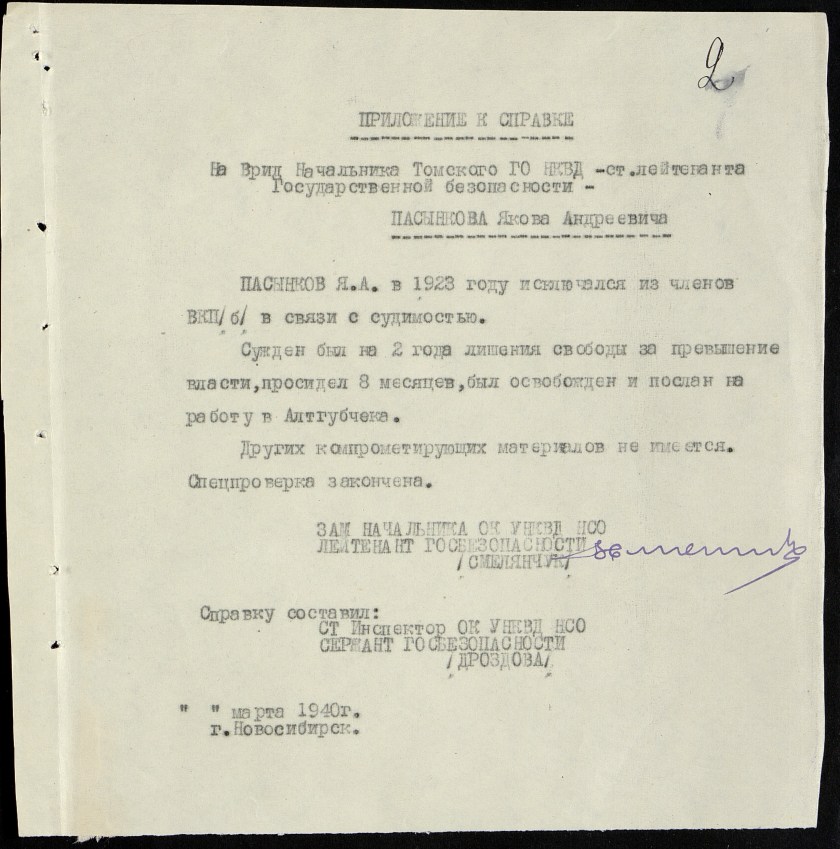 2
ПРИЛОЖЕНИЕ К СПРАВКЕ
На Врид Начальника Томского ГО НКВД -ст.лейтенанта
Государственной безопасности -
ПАСЫНКОВА Якова Андреевича
ПАСЫНКОВ Я.А. в 1923 году исключался из членов
ВКП/б/ в связи с судимостью.
Сужден был на 2 года лишения свободы за превышение
власти,просидел 8 месяцев,был освобожден и послан на
работу в Алтгубчека.
Других компрометирующих материалов не имеется.
Спецпроверка закончена.
ЗАМ НАЧАЛЬНИКА ОК УНКВД НСО
ЛЕЙТЕНАНТ ГОСБЕЗОПАСНОСТИ
/СМЕЛЯНЧУК/
Справку составил:
СТ Инспектор ОК УНКВД НСО
СЕРЖАНТ ГОСБЕЗОПАСНОСТИ
/ДРОЗДОВА/
" " марта 1940г.
г.Новосибирск.